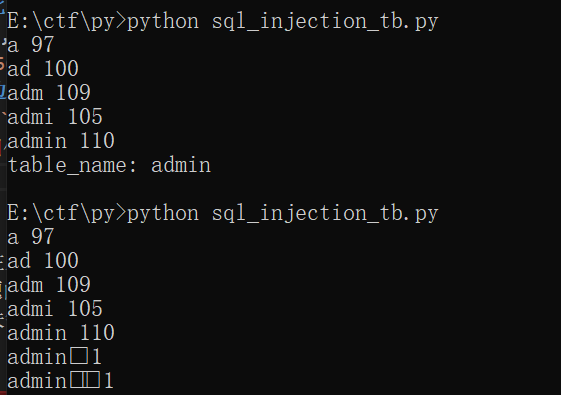 E:\ctf\py>python sql_injection_tb.py
a 97
ad 100
adm 109
admi 105
admin 110
table_name: admin
E:\ctf\py>python sql_injection_tb.py
a 97
ad 100
adm 109
admi 105
admin 110
admin□1
admin□□1